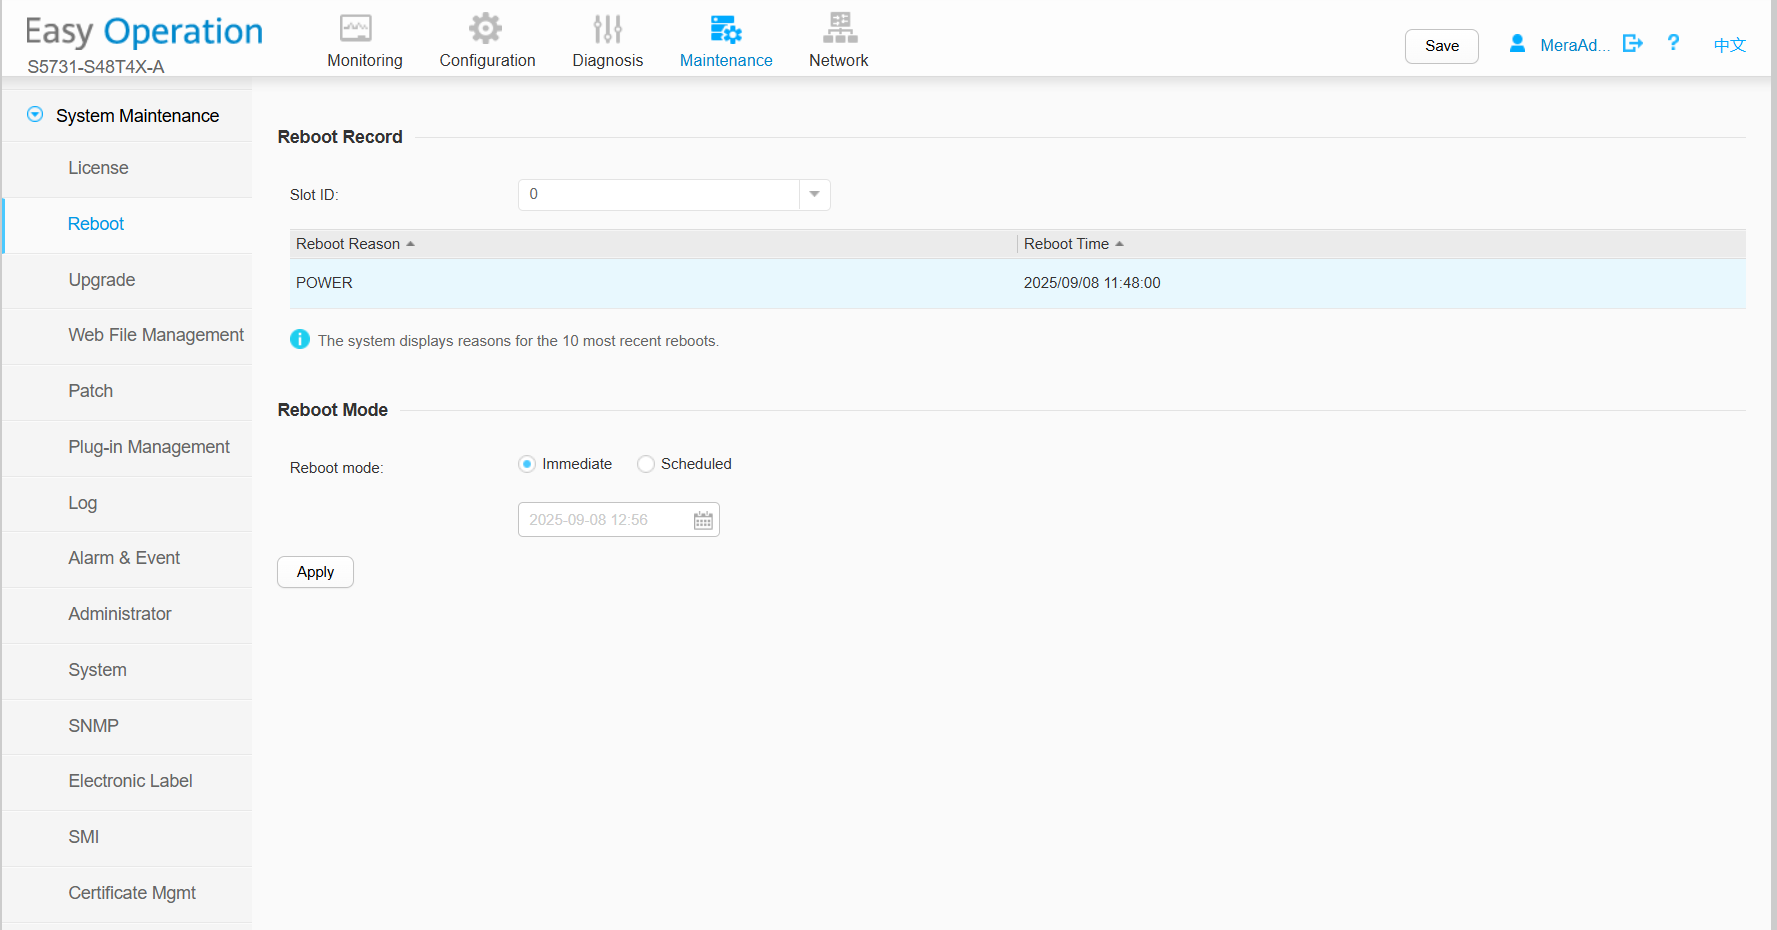 Easy Operation
S5731-S48T4X-A
Monitoring
Configuration
Diagnosis
Maintenance
Network
Save
MeraAd...
?
中文
System Maintenance
License
Reboot
Upgrade
Web File Management
Patch
Plug-in Management
Log
Alarm & Event
Administrator
System
SNMP
Electronic Label
SMI
Certificate Mgmt
Reboot Record
Slot ID: 0
Reboot Reason Reboot Time
POWER 2025/09/08 11:48:00
The system displays reasons for the 10 most recent reboots.
Reboot Mode
Reboot mode: Immediate Scheduled
2025-09-08 12:56
Apply